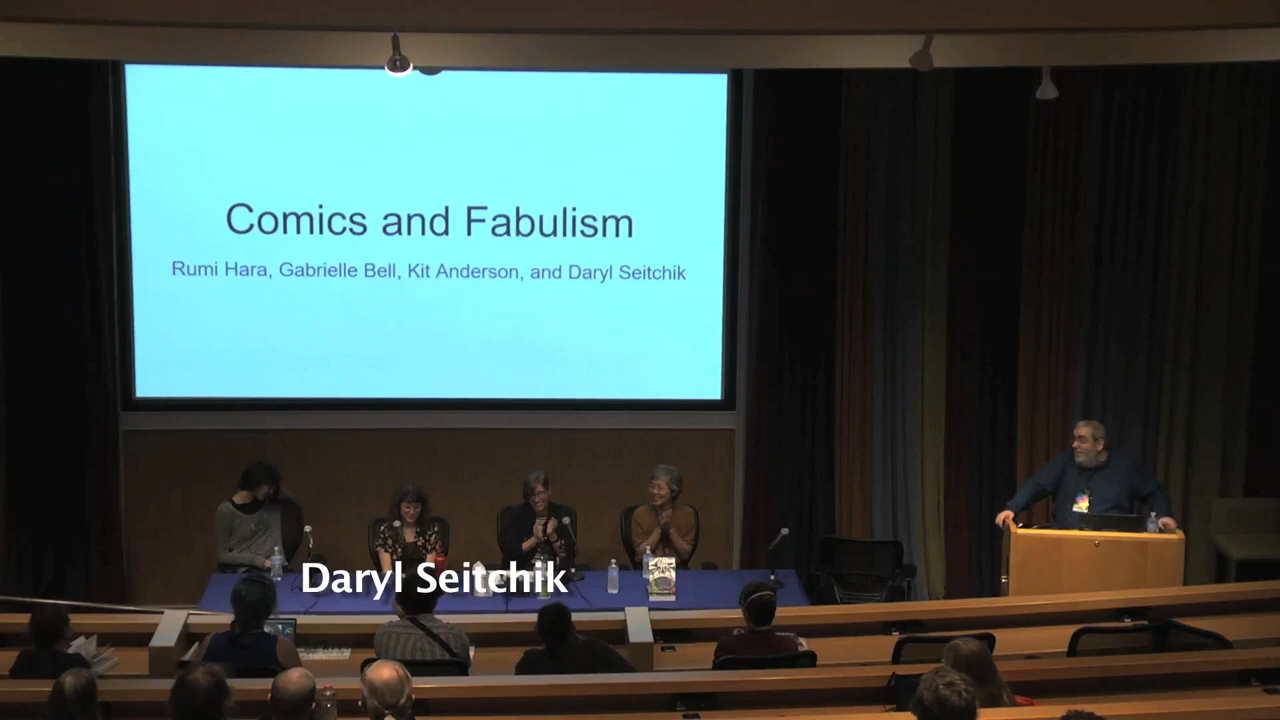 Comics and Fabulism
Rumi Hara, Gabrielle Bell, Kit Anderson, and Daryl Seitchik
Daryl Seitchik